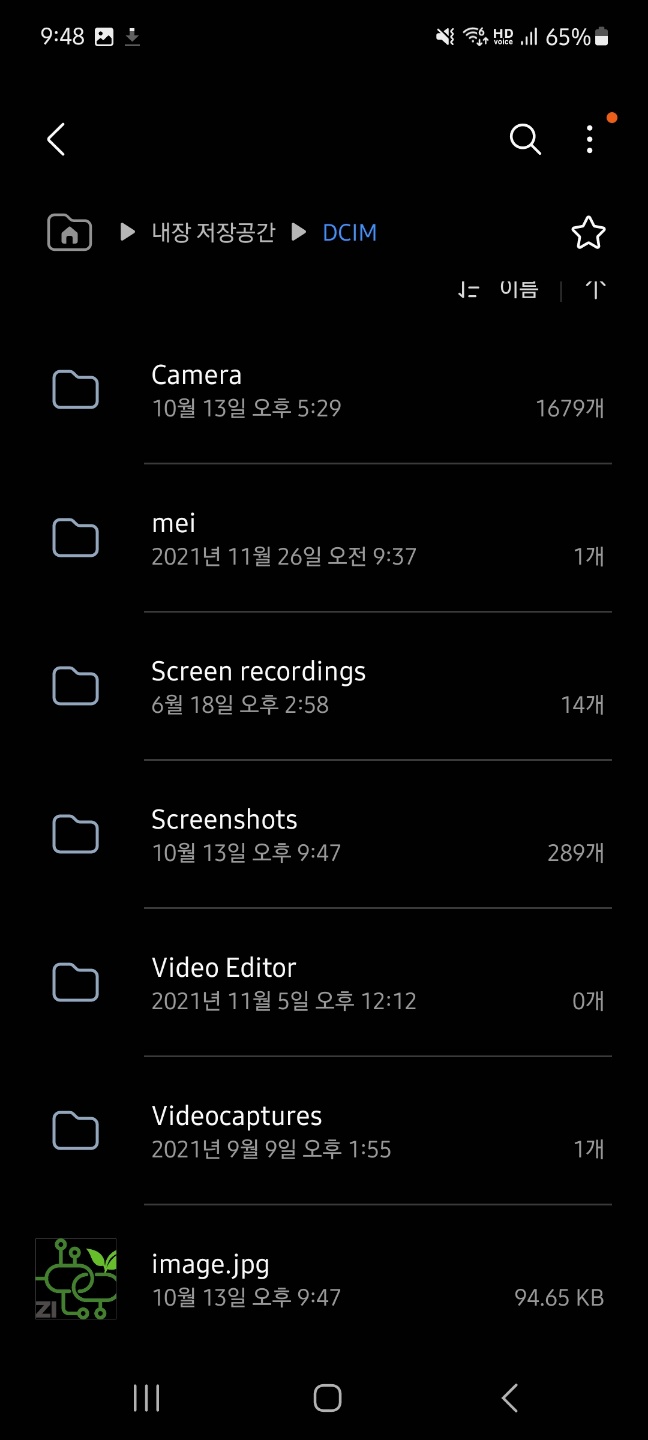 9:48
HD voice
65%
내장 저장공간
DCIM
이름
Camera
10월 13일 오후 5:29
1679개
mei
2021년 11월 26일 오전 9:37
1개
Screen recordings
6월 18일 오후 2:58
14개
Screenshots
10월 13일 오후 9:47
289개
Video Editor
2021년 11월 5일 오후 12:12
0개
Videocaptures
2021년 9월 9일 오후 1:55
1개
ZI
image.jpg
10월 13일 오후 9:47
94.65 KB